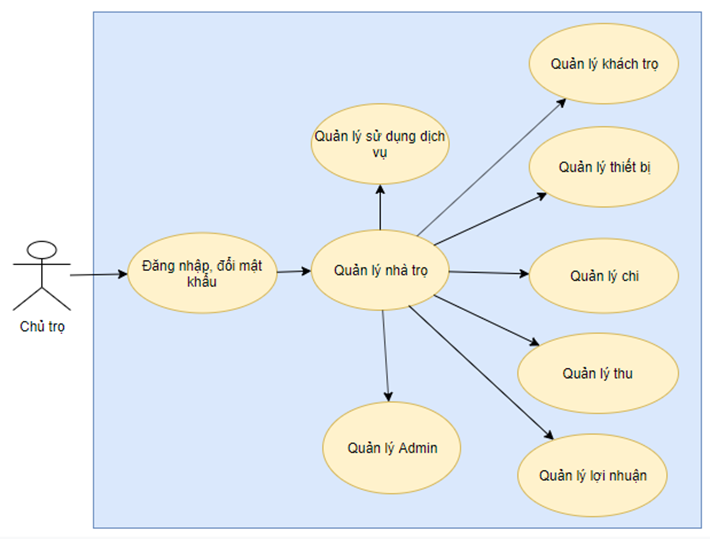 Quản lý khách trọ
Quản lý sử dụng dịch
vụ
Quản lý thiết bị
Đăng nhập, đổi mật
khẩu
Quản lý nhà trọ
Quản lý chi
Chủ trọ
Quản lý thu
Quản lý Admin
Quản lý lợi nhuận